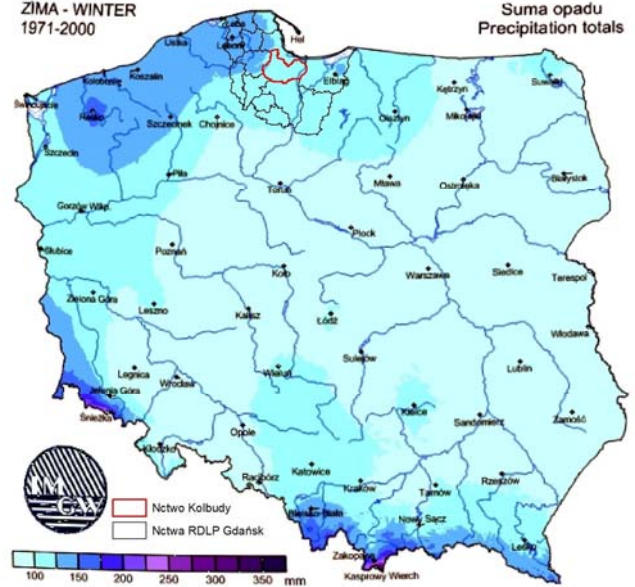 ZIMA - WINTER
1971-2000
Suma opadu
Precipitation totals
Łeba
Hel
Ustka
Lębork
Kołobrzeg
Koszalin
Elbląg
Kętrzyn
Suwałki
Świnoujście
Resko
Szczecinek
Chojnice
Olsztyn
Mikołajki
Szczecin
Piła
Toruń
Mława
Ostrołęka
Białystok
Gorzów Wlkp.
Płock
Słubice
Poznań
Koło
Warszawa
Siedlce
Terespol
Zielona Góra
Leszno
Kalisz
Łódź
Włodawa
Sulejów
Legnica
Wrocław
Wieluń
Lublin
Jelenia Góra
Śnieżka
Kielce
Sandomierz
Zamość
Opole
Kłodzko
Katowice
Racibórz
Kraków
Tarnów
Rzeszów
IMGW
Nctwo Kolbudy
Nctwa RDLP Gdańsk
Bielsko-Biała
Nowy Sącz
Lesko
Zakopane
Kasprowy Wierch
100 150 200 250 300 350 mm